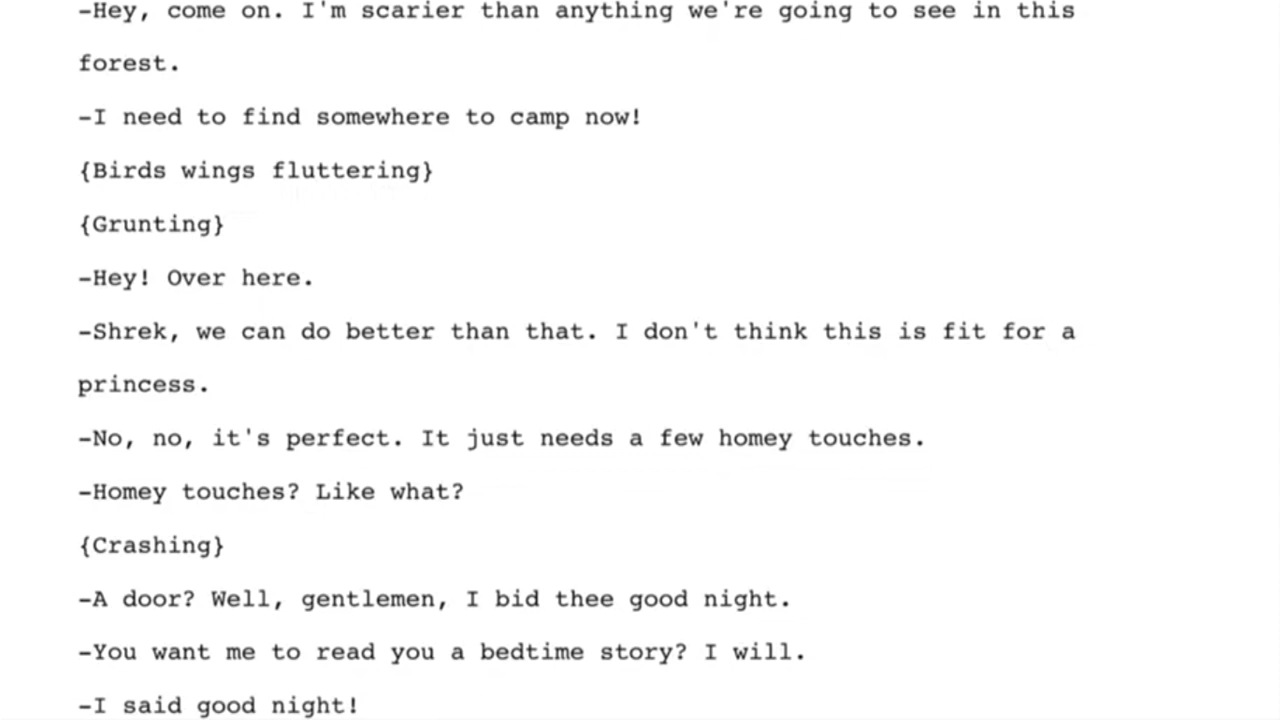 -Hey, come on. I'm scarier than anything we're going to see in this
forest.
-I need to find somewhere to camp now!
{Birds wings fluttering}
{Grunting}
-Hey! Over here.
-Shrek, we can do better than that. I don't think this is fit for a
princess.
-No, no, it's perfect. It just needs a few homey touches.
-Homey touches? Like what?
{Crashing}
-A door? Well, gentlemen, I bid thee good night.
-You want me to read you a bedtime story? I will.
-I said good night!